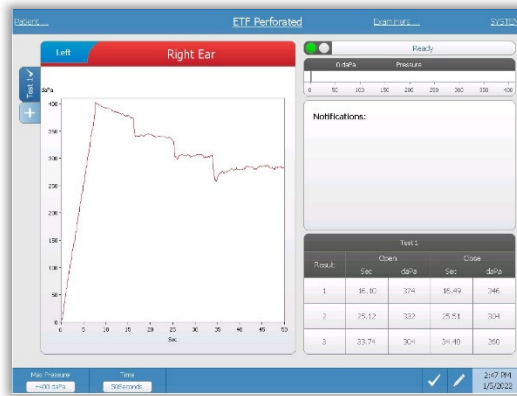 Patient ...
ETF Perforated
Examiners ...
SYSTEM
Left
Right Ear
Ready
0 daPa
Pressure
0 50 100 150 200 250 300 350 400
Test 1
daPa
Notifications:
400
350
300
250
200
150
100
50
0
0 5 10 15 20 25 30 35 40 45 50
Sec
Test 1
Result
Open
Close
Sec
daPa
Sec
daPa
1 16.10 374 16.49 346
2 25.12 332 25.51 304
3 33.74 304 34.40 260
Max Pressure
+400 daPa
Time
50Seconds
2:47 PM
1/5/2022